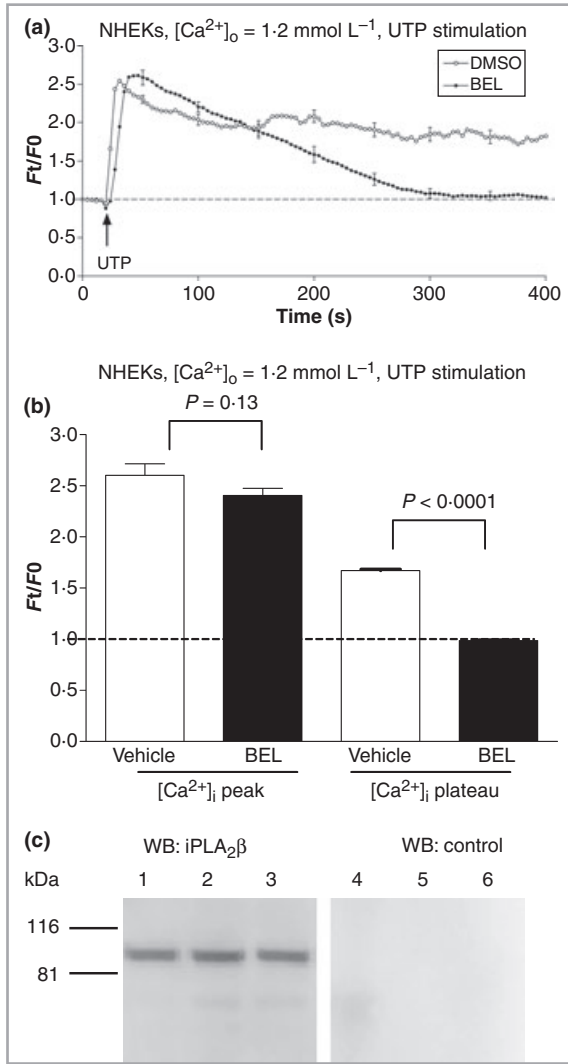 (a) NHEKs, [Ca²⁺]ₒ = 1·2 mmol L⁻¹, UTP stimulation
3·0
2·5
2·0
1·5
1·0
0·5
0·0
Ft/F0
DMSO
BEL
UTP
0 100 200 300 400
Time (s)
NHEKs, [Ca²⁺]ₒ = 1·2 mmol L⁻¹, UTP stimulation
(b)
P = 0·13
P < 0·0001
3·0
2·5
2·0
1·5
1·0
0·5
0·0
Ft/F0
Vehicle BEL Vehicle BEL
[Ca²⁺]ᵢ peak [Ca²⁺]ᵢ plateau
(c) WB: iPLA₂β WB: control
kDa 1 2 3 4 5 6
116
81